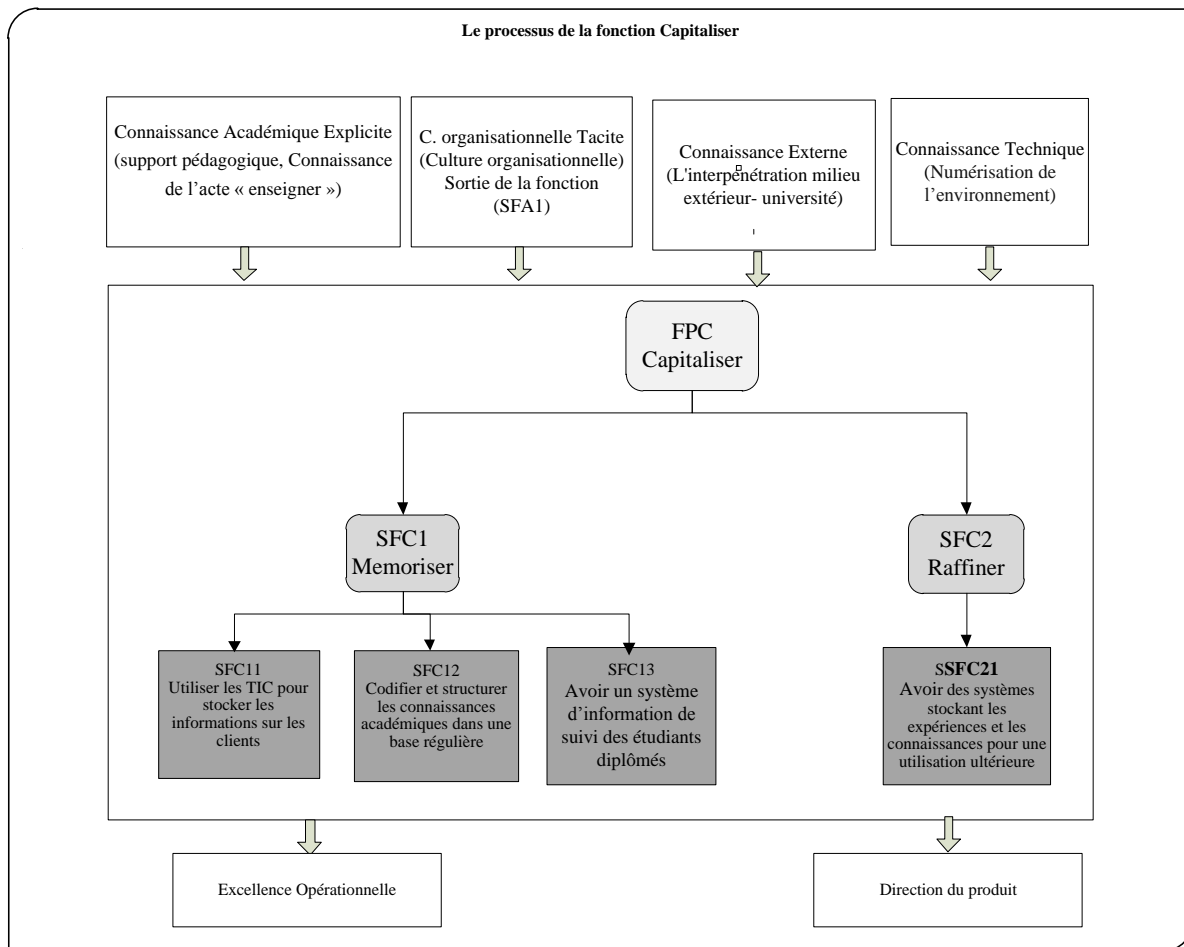 Le processus de la fonction Capitaliser
Connaissance Académique Explicite
(support pédagogique, Connaissance
de l'acte « enseigner »)
C. organisationnelle Tacite
(Culture organisationnelle)
Sortie de la fonction
(SFA1)
Connaissance Externe
(L'interpénétration milieu
extérieur- université)
Connaissance Technique
(Numérisation de
l'environnement)
FPC
Capitaliser
SFC1
Memoriser
SFC2
Raffiner
SFC11
Utiliser les TIC pour
stocker les
informations sur les
clients
SFC12
Codifier et structurer
les connaissances
académiques dans une
base régulière
SFC13
Avoir un système
d'information de
suivi des étudiants
diplômés
SSFC21
Avoir des systèmes
stockant les
expériences et les
connaissances pour une
utilisation ultérieure
Excellence Opérationnelle
Direction du produit